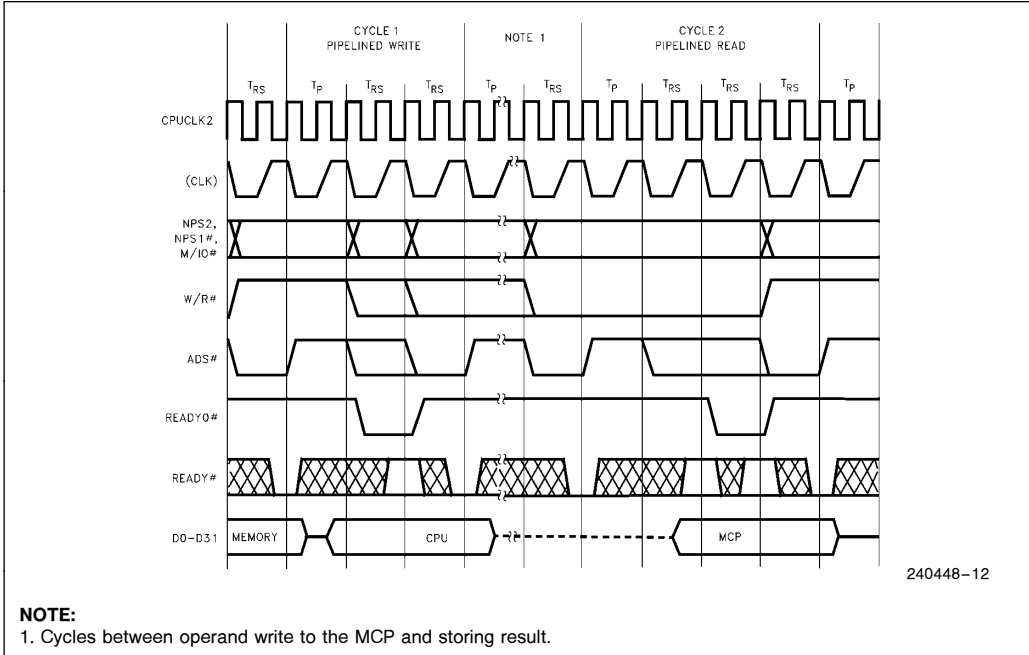 CYCLE 1
PIPELINED WRITE
NOTE 1
CYCLE 2
PIPELINED READ
TRS TP TRS TRS TP TRS TP TRS TRS TRS TP
CPUCLK2
(CLK)
NPS2,
NPS1#,
M/IO#
W/R#
ADS#
READYO#
READY#
D0-D31 MEMORY CPU MCP
240448–12
NOTE:
1. Cycles between operand write to the MCP and storing result.